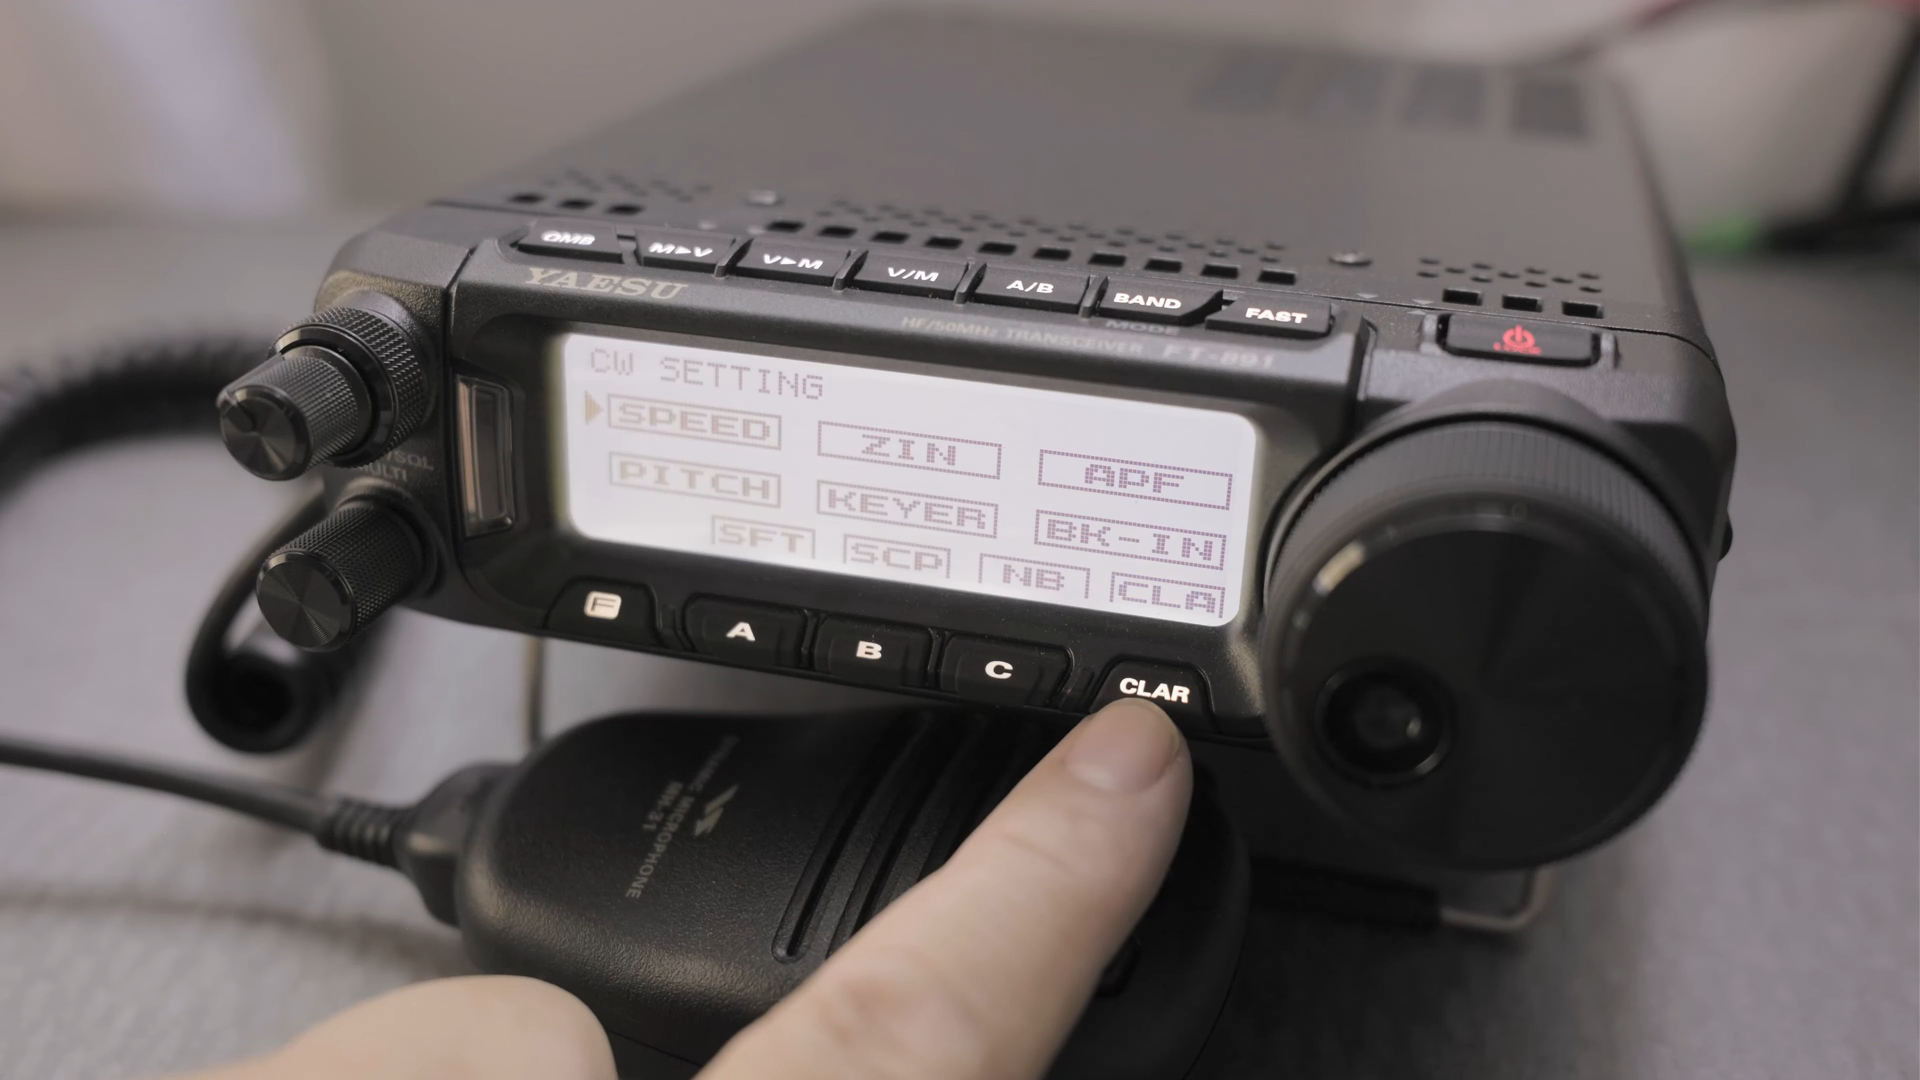 QMB M▶V V▶M V/M A/B BAND FAST
YAESU
MODE
HF/50MHz TRANSCEIVER FT-891
LOCK
CW SETTING
SPEED ZIN APF
PITCH KEYER BK-IN
SFT SCP NB CLA
/SQL
MULTI
F A B C CLAR
MICROPHONE
MH-31